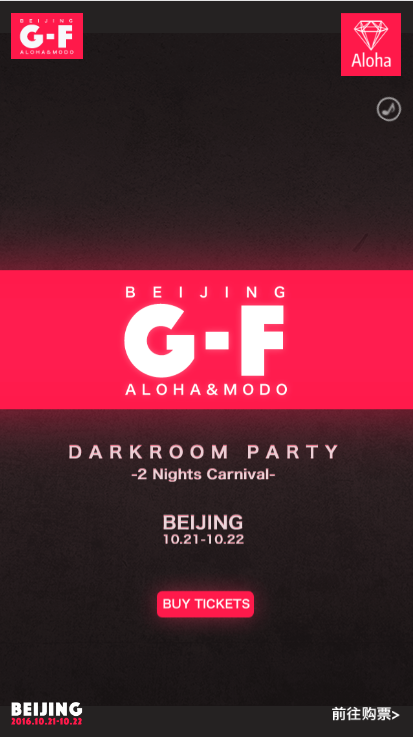 BEIJING
G-F
ALOHA&MODO
Aloha
BEIJING
G-F
ALOHA&MODO
DARKROOM PARTY
-2 Nights Carnival-
BEIJING
10.21-10.22
BUY TICKETS
BEIJING
2016.10.21-10.22
前往购票>